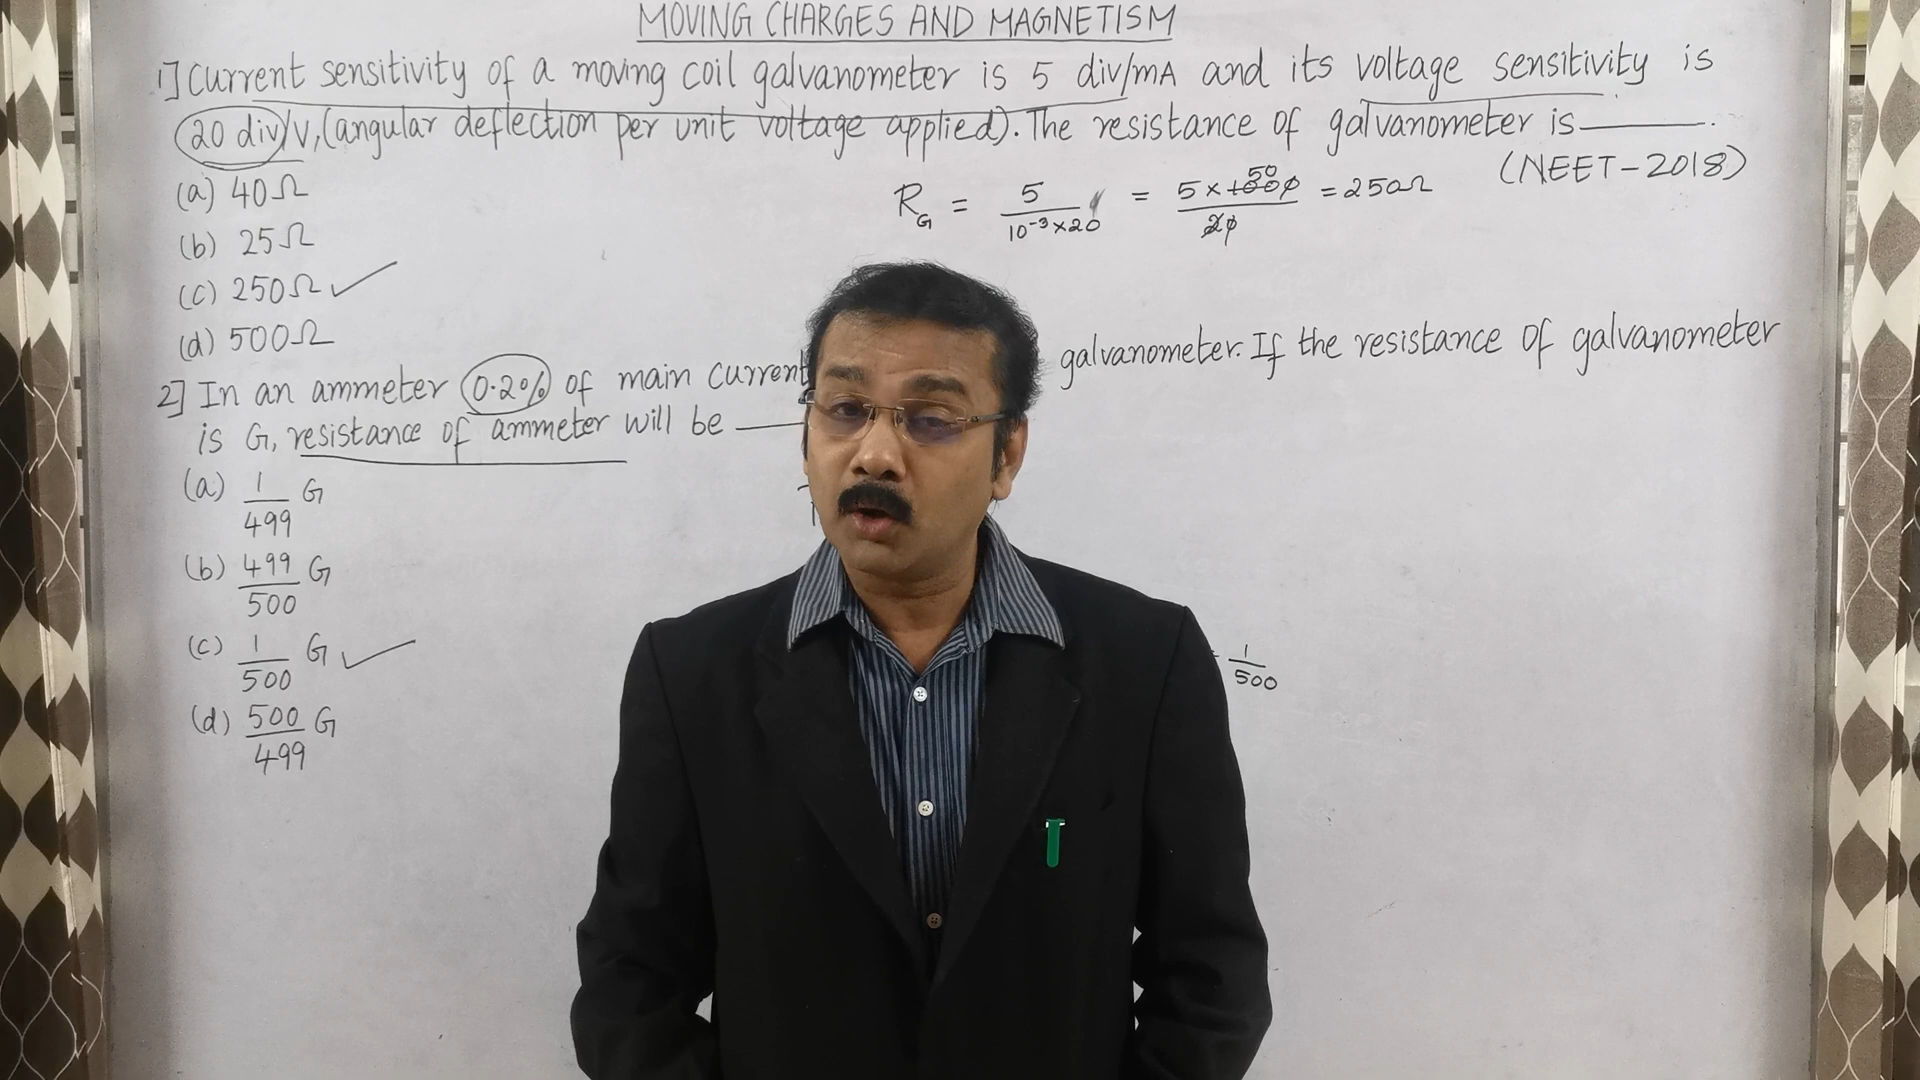 MOVING CHARGES AND MAGNETISM
1] Current sensitivity of a moving coil galvanometer is 5 div/mA and its voltage sensitivity is
20 div/V, (angular deflection per unit voltage applied). The resistance of galvanometer is ______.
(NEET-2018)
(a) 40Ω
(b) 25Ω
(c) 250Ω ✓
(d) 500Ω
R_G = 5 / 10⁻³×20 = 5×1000 50 / 20 = 250Ω
2] In an ammeter 0.2% of main current galvanometer. If the resistance of galvanometer
is G, resistance of ammeter will be ______
(a) 1/499 G
(b) 499/500 G
(c) 1/500 G ✓
(d) 500/499 G
1/500